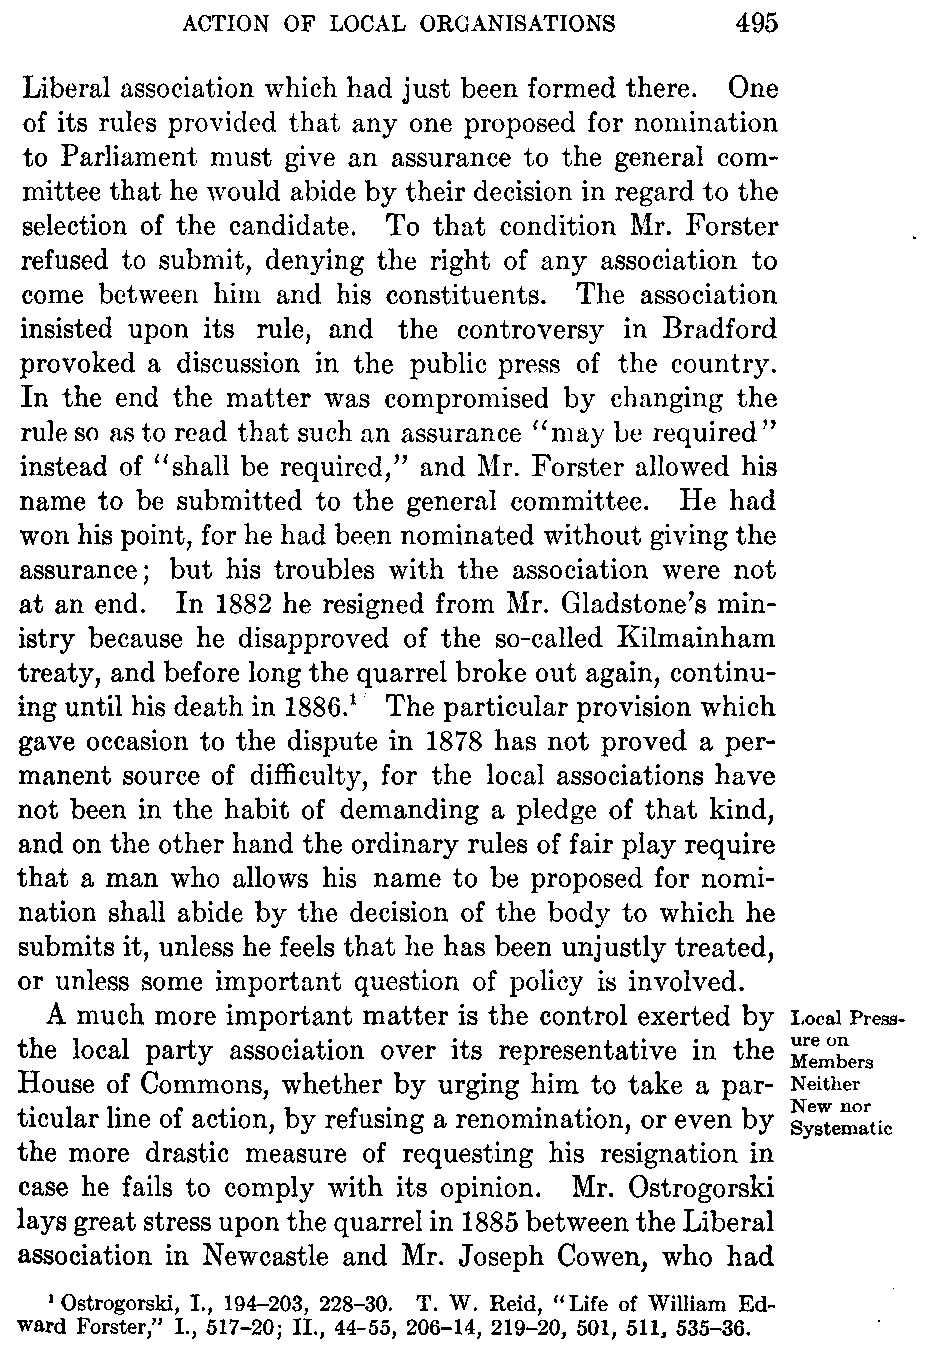 ACTION OF LOCAL ORGANISATIONS 495
Liberal association which had just been formed there. One
of its rules provided that any one proposed for nomination
to Parliament must give an assurance to the general com-
mittee that he would abide by their decision in regard to the
selection of the candidate. To that condition Mr. Forster
refused to submit, denying the right of any association to
come between him and his constituents. The association
insisted upon its rule, and the controversy in Bradford
provoked a discussion in the public press of the country.
In the end the matter was compromised by changing the
rule so as to read that such an assurance "may be required"
instead of "shall be required," and Mr. Forster allowed his
name to be submitted to the general committee. He had
won his point, for he had been nominated without giving the
assurance; but his troubles with the association were not
at an end. In 1882 he resigned from Mr. Gladstone's min-
istry because he disapproved of the so-called Kilmainham
treaty, and before long the quarrel broke out again, continu-
ing until his death in 1886.¹ The particular provision which
gave occasion to the dispute in 1878 has not proved a per-
manent source of difficulty, for the local associations have
not been in the habit of demanding a pledge of that kind,
and on the other hand the ordinary rules of fair play require
that a man who allows his name to be proposed for nomi-
nation shall abide by the decision of the body to which he
submits it, unless he feels that he has been unjustly treated,
or unless some important question of policy is involved.
A much more important matter is the control exerted by
the local party association over its representative in the
House of Commons, whether by urging him to take a par-
ticular line of action, by refusing a renomination, or even by
the more drastic measure of requesting his resignation in
case he fails to comply with its opinion. Mr. Ostrogorski
lays great stress upon the quarrel in 1885 between the Liberal
association in Newcastle and Mr. Joseph Cowen, who had
Local Press-
ure on
Members
Neither
New nor
Systematic
¹ Ostrogorski, I., 194–203, 228–30. T. W. Reid, "Life of William Ed-
ward Forster," I., 517–20; II., 44–55, 206–14, 219–20, 501, 511, 535–36.